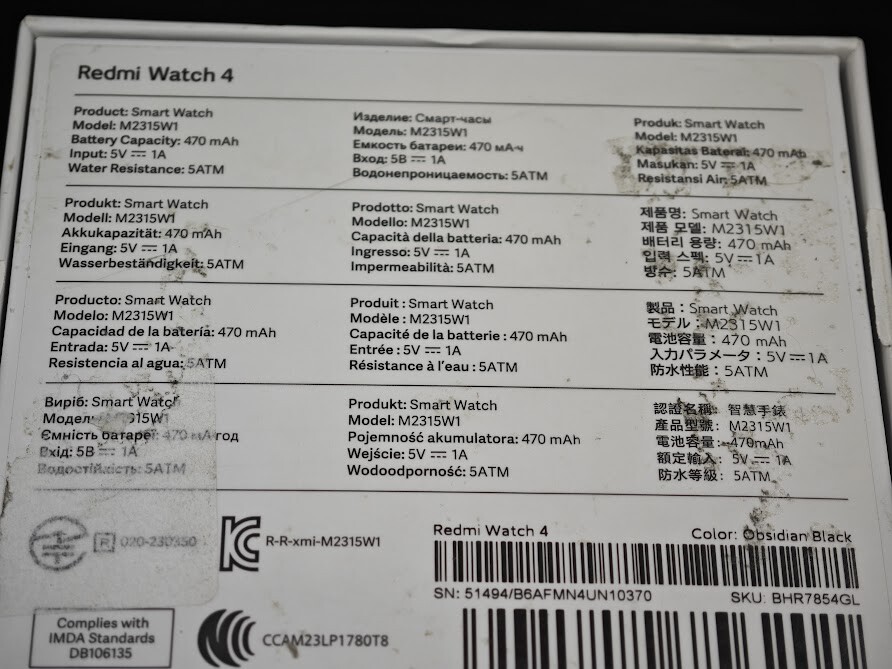 Redmi Watch 4
Product: Smart Watch
Model: M2315W1
Battery Capacity: 470 mAh
Input: 5V ⎓ 1A
Water Resistance: 5ATM
Изделие: Смарт-часы
Модель: M2315W1
Емкость батареи: 470 мА·ч
Вход: 5В ⎓ 1A
Водонепроницаемость: 5ATM
Produk: Smart Watch
Model: M2315W1
Kapasitas Baterai: 470 mAh
Masukan: 5V ⎓ 1A
Resistansi Air: 5ATM
Produkt: Smart Watch
Modell: M2315W1
Akkukapazität: 470 mAh
Eingang: 5V ⎓ 1A
Wasserbeständigkeit: 5ATM
Prodotto: Smart Watch
Modello: M2315W1
Capacità della batteria: 470 mAh
Ingresso: 5V ⎓ 1A
Impermeabilità: 5ATM
제품명: Smart Watch
제품 모델: M2315W1
배터리 용량: 470 mAh
입력 스펙: 5V ⎓ 1A
방수: 5ATM
Producto: Smart Watch
Modelo: M2315W1
Capacidad de la batería: 470 mAh
Entrada: 5V ⎓ 1A
Resistencia al agua: 5ATM
Produit : Smart Watch
Modèle : M2315W1
Capacité de la batterie : 470 mAh
Entrée : 5V ⎓ 1A
Résistance à l'eau : 5ATM
製品：Smart Watch
モデル：M2315W1
電池容量：470 mAh
入力パラメータ：5V ⎓ 1A
防水性能：5ATM
Виріб: Smart Watch
Модель: M2315W1
Ємність батареї: 470 мА·год
Вхід: 5В ⎓ 1A
Водостійкість: 5ATM
Produkt: Smart Watch
Model: M2315W1
Pojemność akumulatora: 470 mAh
Wejście: 5V ⎓ 1A
Wodoodporność: 5ATM
認證名稱：智慧手錶
產品型號：M2315W1
電池容量：470mAh
額定輸入：5V ⎓ 1A
防水等級：5ATM
R 020-230350
R-R-xmi-M2315W1
Redmi Watch 4
Color: Obsidian Black
SN: 51494/B6AFMN4UN10370
SKU: BHR7854GL
Complies with
IMDA Standards
DB106135
CCAM23LP1780T8